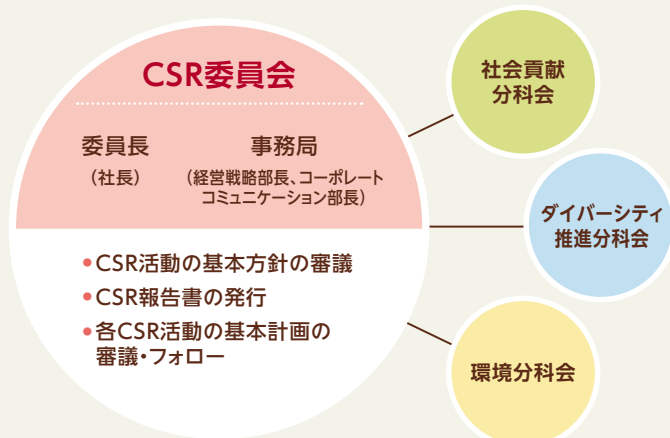 CSR委員会
委員長
（社長）
事務局
（経営戦略部長、コーポレート
コミュニケーション部長）
•CSR活動の基本方針の審議
•CSR報告書の発行
•各CSR活動の基本計画の
審議・フォロー
社会貢献
分科会
ダイバーシティ
推進分科会
環境分科会